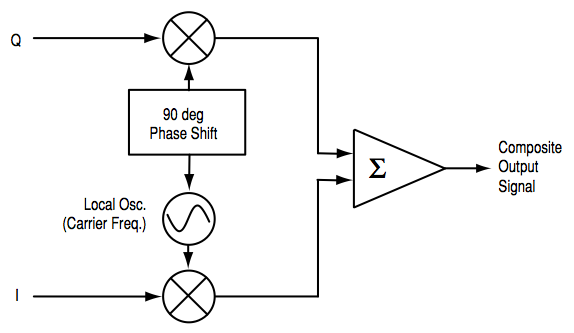 Q
90 deg
Phase Shift
Σ
Composite
Output
Signal
Local Osc.
(Carrier Freq.)
I